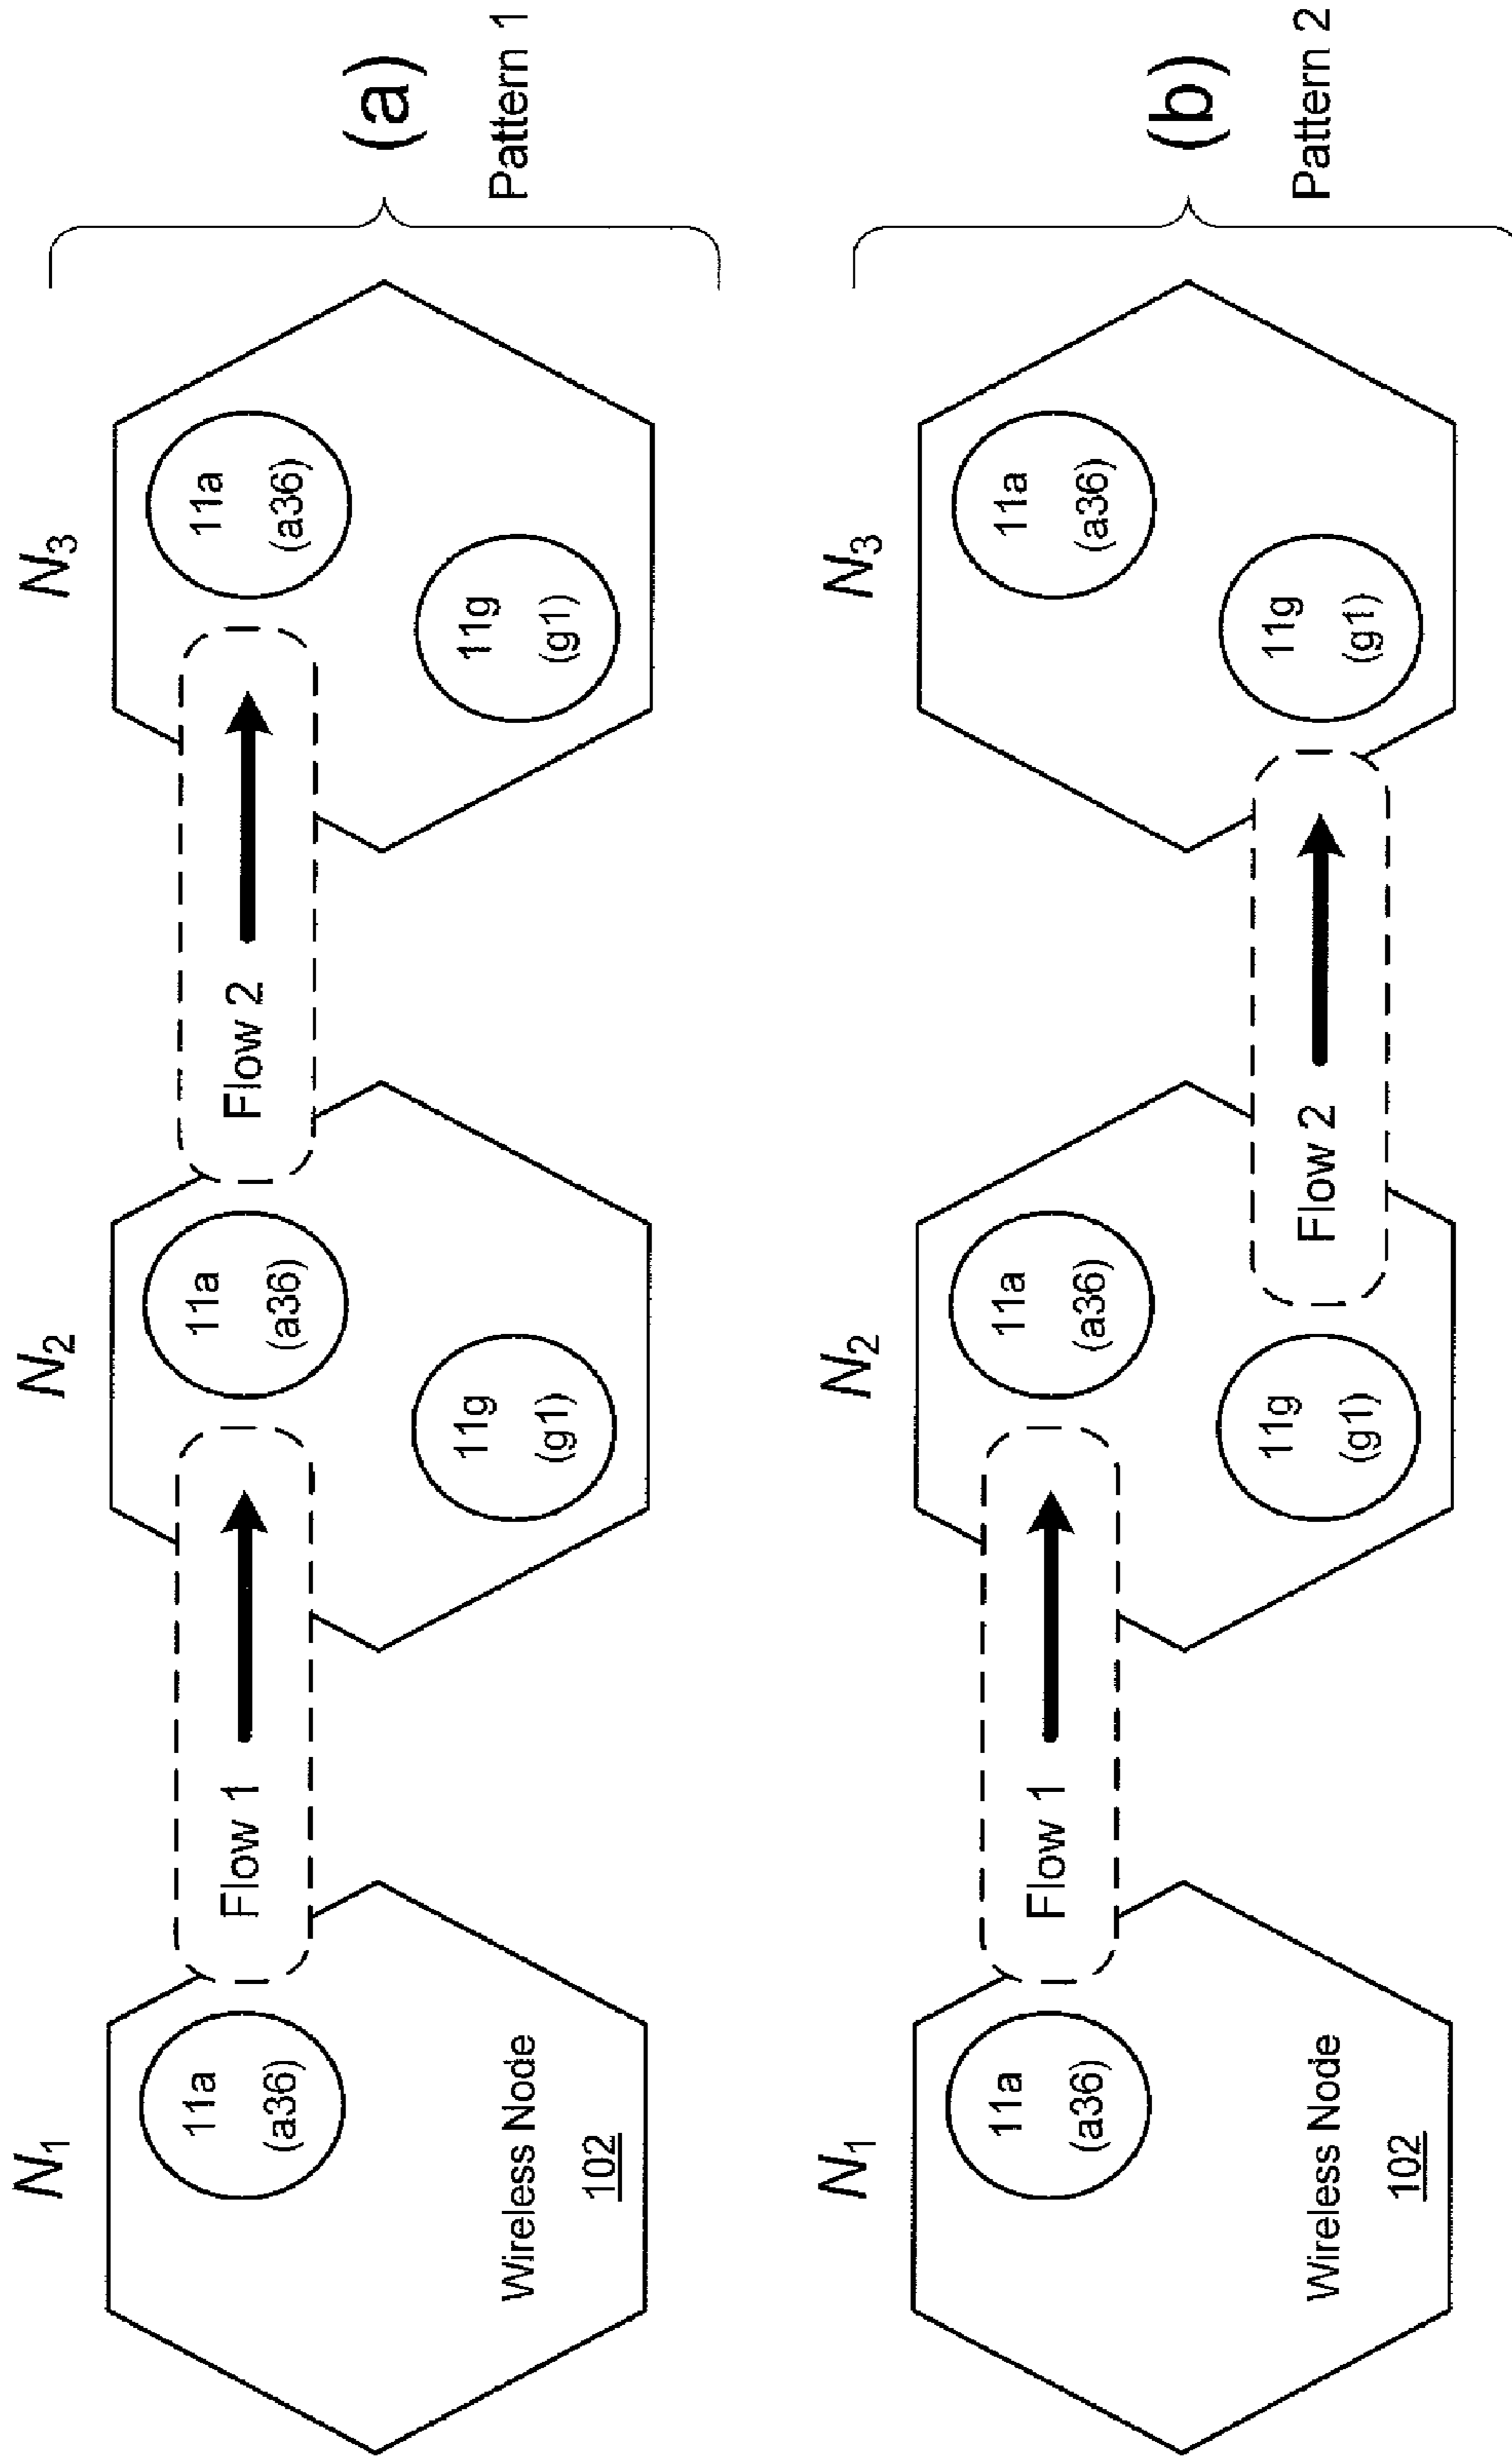 N1
N2
N3
11a
(a36)
Flow 1
11a
(a36)
Flow 2
11a
(a36)
Wireless Node
102
11g
(g1)
11g
(g1)
(a)
Pattern 1
N1
N2
N3
11a
(a36)
Flow 1
11a
(a36)
11a
(a36)
Wireless Node
102
11g
(g1)
Flow 2
11g
(g1)
(b)
Pattern 2